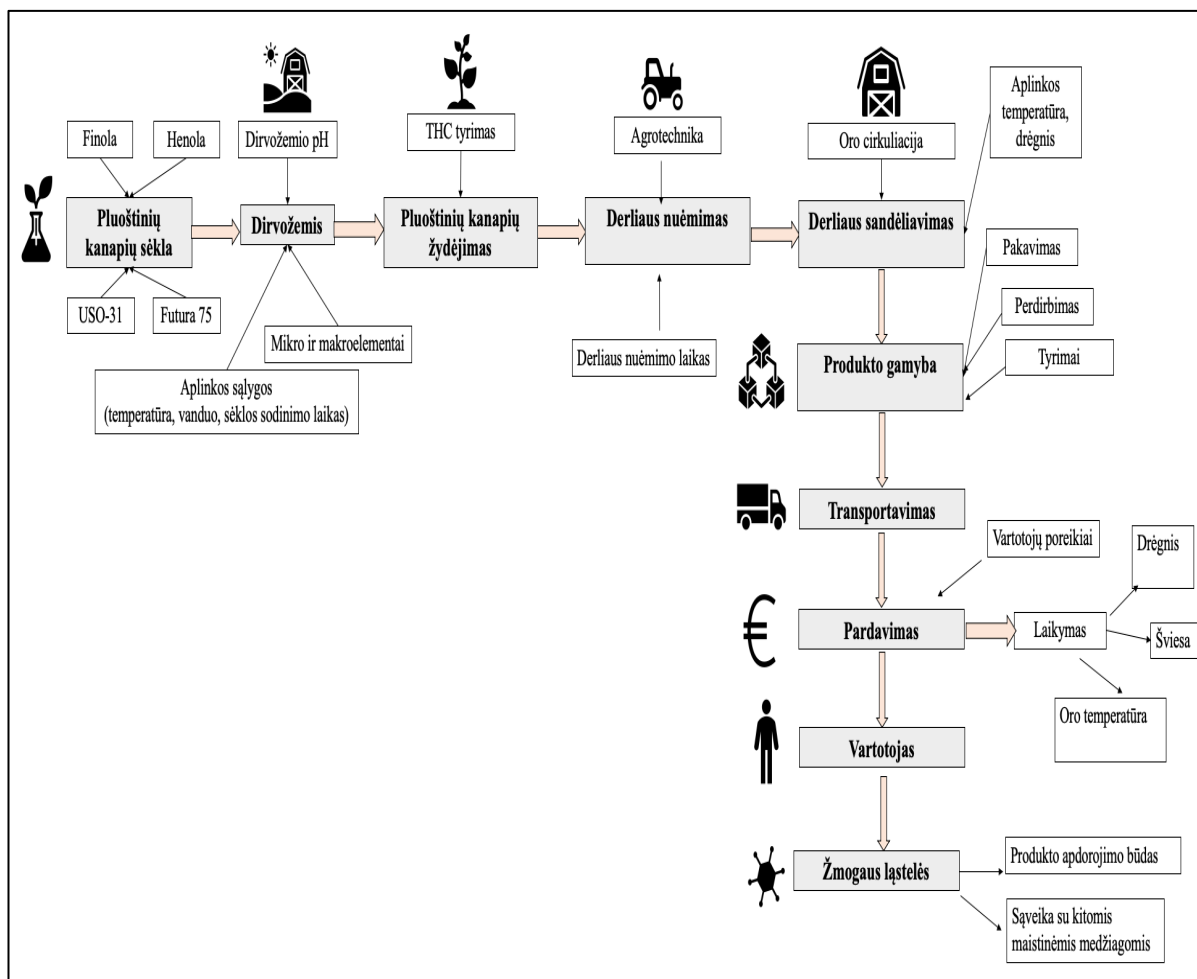 Finola
Henola
Dirvožemio pH
THC tyrimas
Agrotechnika
Oro cirkuliacija
Aplinkos
temperatūra,
drėgnis
Pluoštinių
kanapių sėkla
Dirvožemis
Pluoštinių kanapių
žydėjimas
Derliaus nuėmimas
Derliaus sandėliavimas
USO-31
Futura 75
Mikro ir makroelementai
Aplinkos sąlygos
(temperatūra, vanduo, sėklos sodinimo laikas)
Derliaus nuėmimo laikas
Pakavimas
Perdirbimas
Produkto gamyba
Tyrimai
Transportavimas
Vartotojų poreikiai
Drėgnis
€
Pardavimas
Laikymas
Šviesa
Oro temperatūra
Vartotojas
Žmogaus ląstelės
Produkto apdorojimo būdas
Sąveika su kitomis
maistinėmis medžiagomis